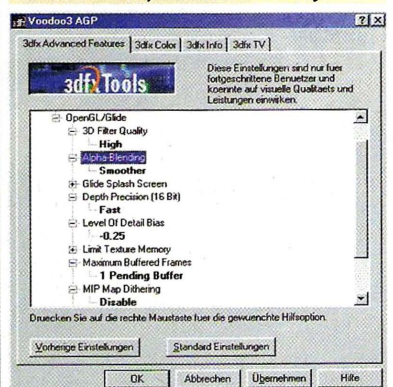 Voodoo3 AGP
3dfx Advanced Features 3dfx Color 3dfx Info 3dfx TV
3dfx Tools
Diese Einstellungen sind nur fuer
fortgeschrittene Benuetzer und
koennte auf visuelle Qualitaets und
Leistungen einwirken.
OpenGL/Glide
3D Filter Quality
High
Alpha-Blending
Smoother
Glide Splash Screen
Depth Precision (16 Bit)
Fast
Level Of Detail Bias
-0.25
Limit Texture Memory
Maximum Buffered Frames
1 Pending Buffer
MIP Map Dithering
Disable
Druecken Sie auf die rechte Maustaste fuer die gewuenchte Hilfsoption.
Vorherige Einstellungen Standard Einstellungen
OK Abbrechen Übernehmen Hilfe